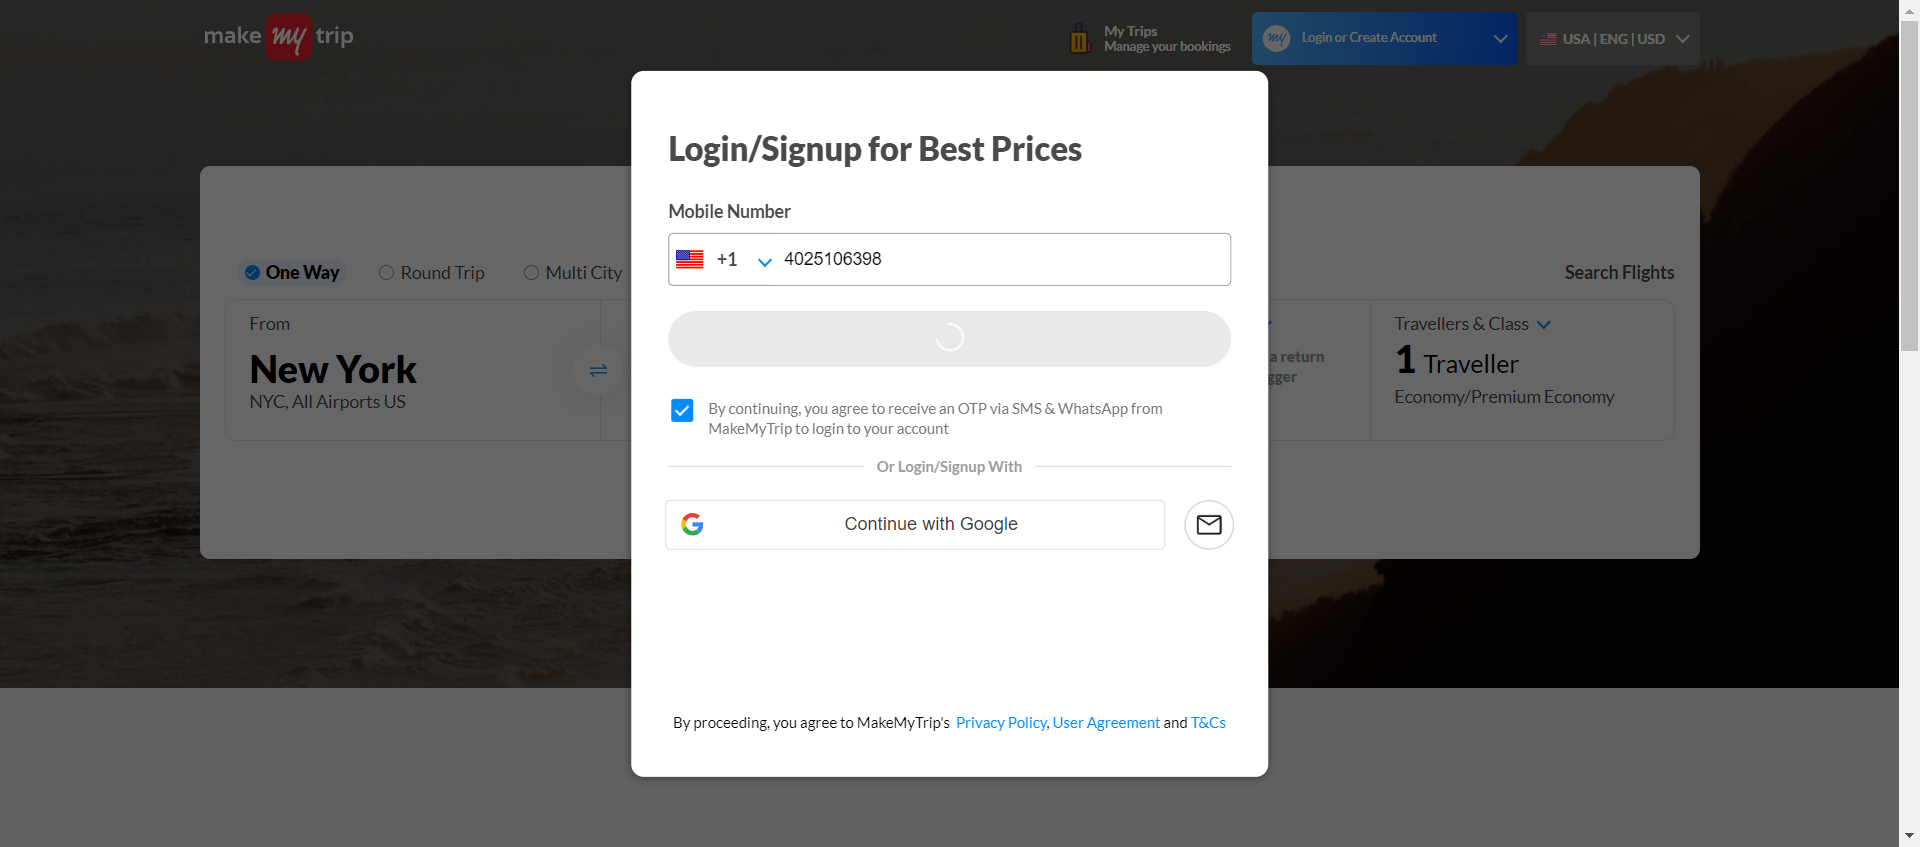 make my trip
My Trips
Manage your bookings
my Login or Create Account
USA | ENG | USD
Login/Signup for Best Prices
Mobile Number
+1 4025106398
One Way Round Trip Multi City
Search Flights
From
New York
NYC, All Airports US
a return
gger
Travellers & Class
1 Traveller
Economy/Premium Economy
By continuing, you agree to receive an OTP via SMS & WhatsApp from
MakeMyTrip to login to your account
Or Login/Signup With
Continue with Google
By proceeding, you agree to MakeMyTrip's Privacy Policy, User Agreement and T&Cs